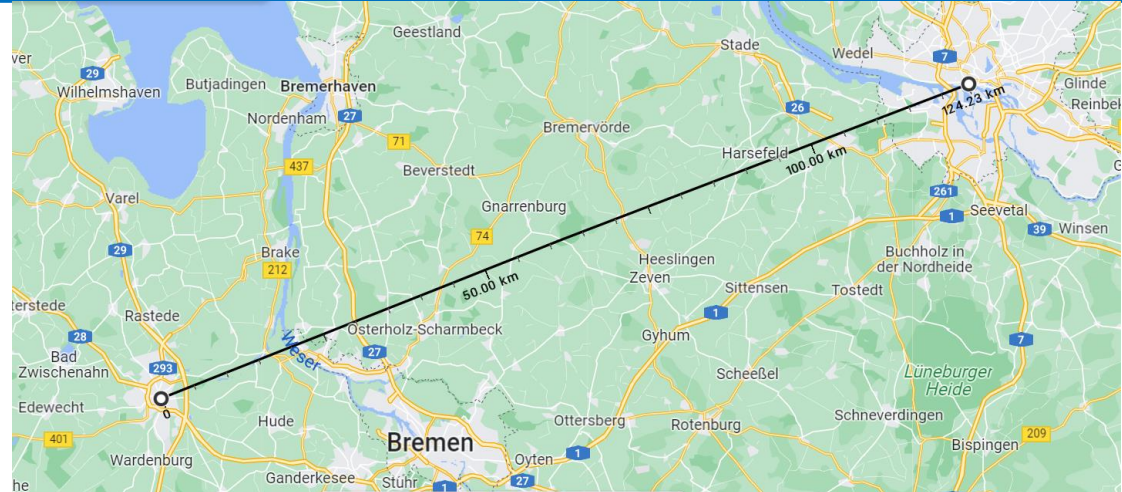 Geestland
Stade
Wedel
7
ver
29
Wilhelmshaven
Butjadingen
Bremerhaven
Glinde
124.23 km
Reinbek
Nordenham
27
26
Bremervörde
71
Harsefeld
100.00 km
437
Beverstedt
261
Varel
Gnarrenburg
1
Seevetal
39
Winsen
74
29
Brake
212
Heeslingen
Zeven
Buchholz in
der Nordheide
50.00 km
Sittensen
Tostedt
terstede
Rastede
1
28
Weser
Osterholz-Scharmbeck
27
Gyhum
7
Bad
Zwischenahn
293
Scheeßel
Lüneburger
Heide
0
Edewecht
Hude
Ottersberg
Rotenburg
Schneverdingen
401
Bremen
209
Wardenburg
Oyten
1
Bispingen
Ganderkesee
Stuhr
1
27
he